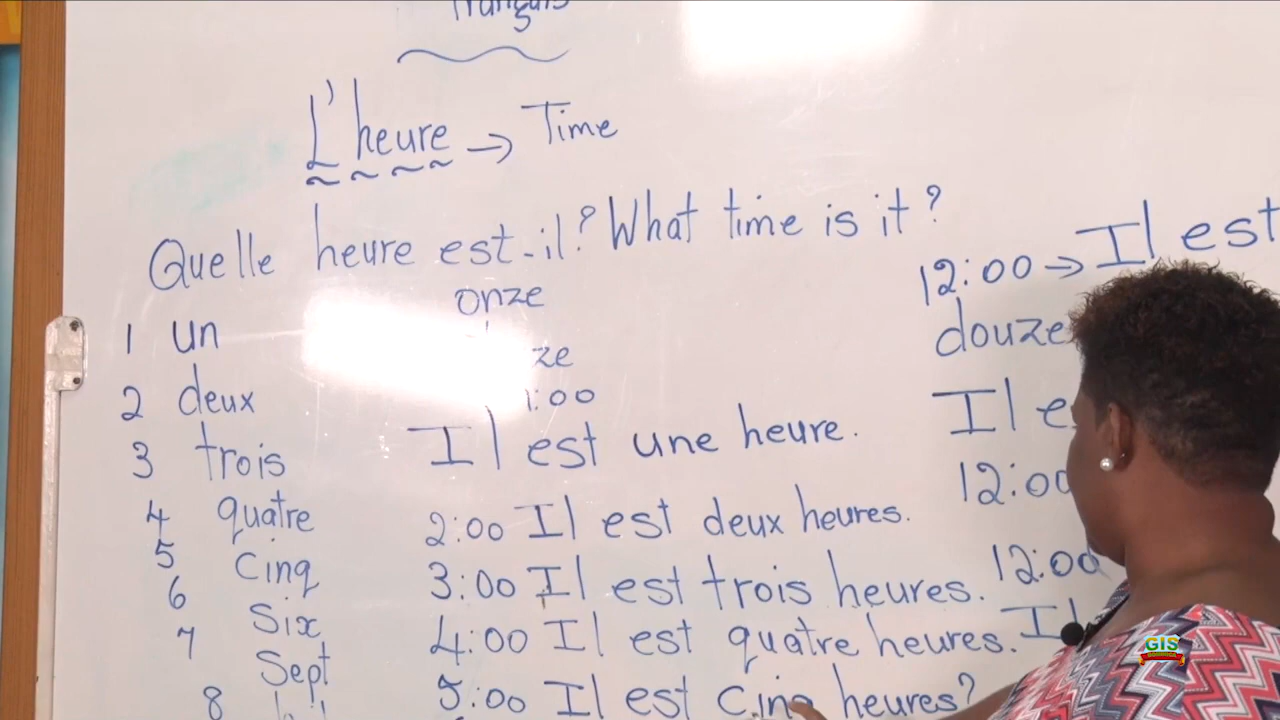 Français
L'heure → Time
Quelle heure est-il? What time is it?
onze
1 un
2 deux
3 trois
4 quatre
5 cinq
6 six
7 sept
8
:00
Il est une heure.
2:00 Il est deux heures.
3:00 Il est trois heures.
4:00 Il est quatre heures.
5:00 Il est cinq heures?
12:00 → Il est
douze
Il
12:00
12:00
Il
GIS